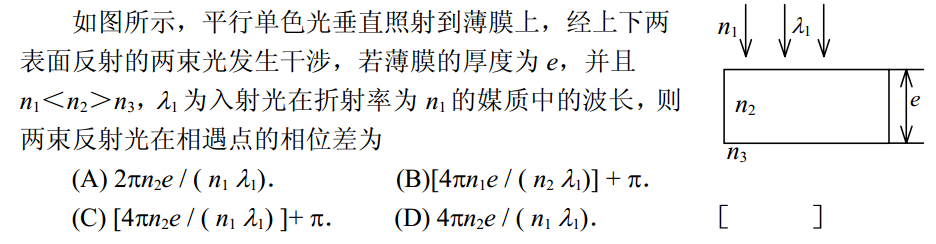 如图所示，平行单色光垂直照射到薄膜上，经上下两
表面反射的两束光发生干涉，若薄膜的厚度为 e，并且
n₁＜n₂＞n₃，λ₁ 为入射光在折射率为 n₁ 的媒质中的波长，则
两束反射光在相遇点的相位差为
(A) 2πn₂e / ( n₁ λ₁)． (B)[4πn₁e / ( n₂ λ₁)] + π．
(C) [4πn₂e / ( n₁ λ₁) ]+ π． (D) 4πn₂e / ( n₁ λ₁)．
[ ]
n₁ λ₁
n₂ e
n₃